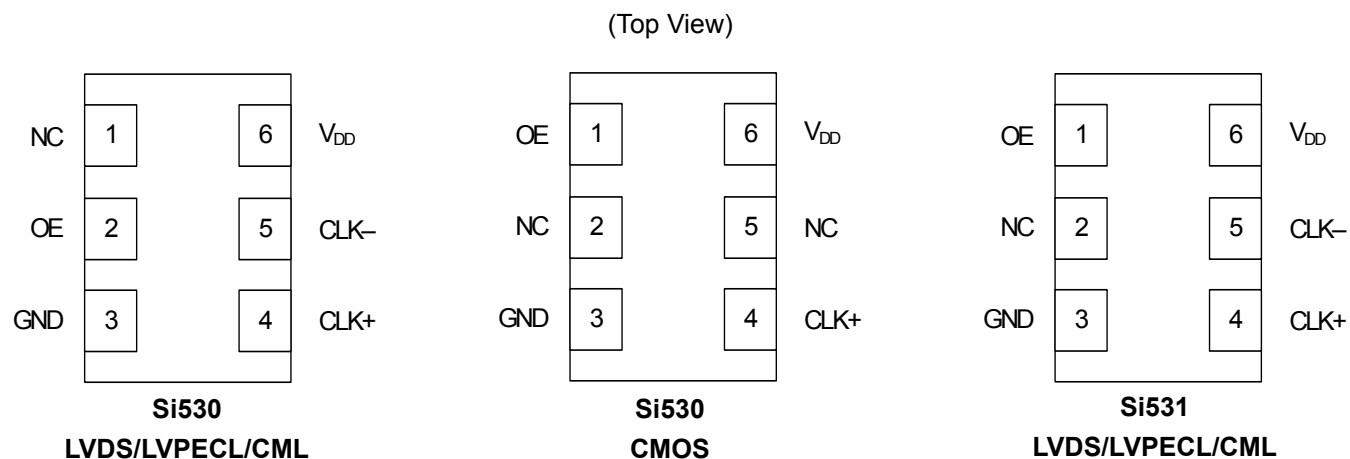 (Top View)
NC 1 6 VDD
OE 2 5 CLK–
GND 3 4 CLK+
Si530
LVDS/LVPECL/CML
OE 1 6 VDD
NC 2 5 NC
GND 3 4 CLK+
Si530
CMOS
OE 1 6 VDD
NC 2 5 CLK–
GND 3 4 CLK+
Si531
LVDS/LVPECL/CML